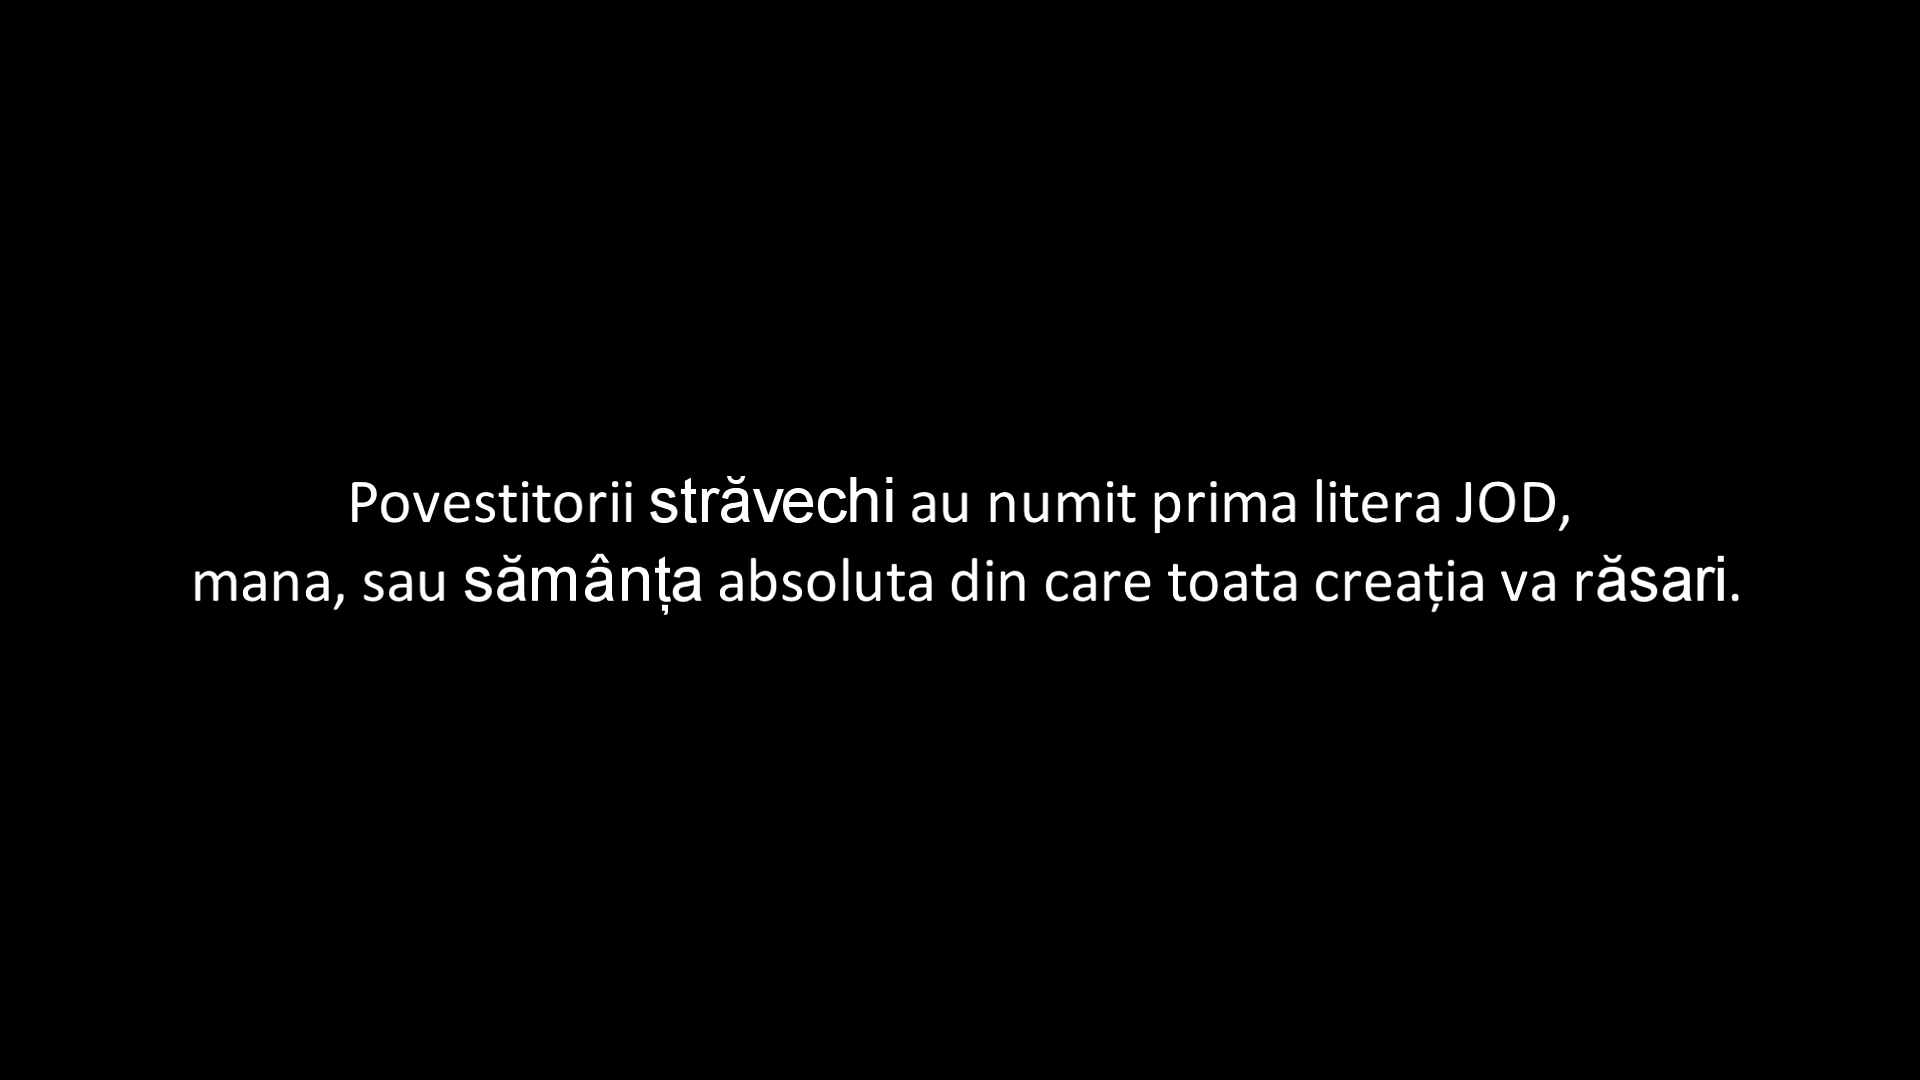 Povestitorii străvechi au numit prima litera JOD,
mana, sau sămânța absoluta din care toata creația va răsari.